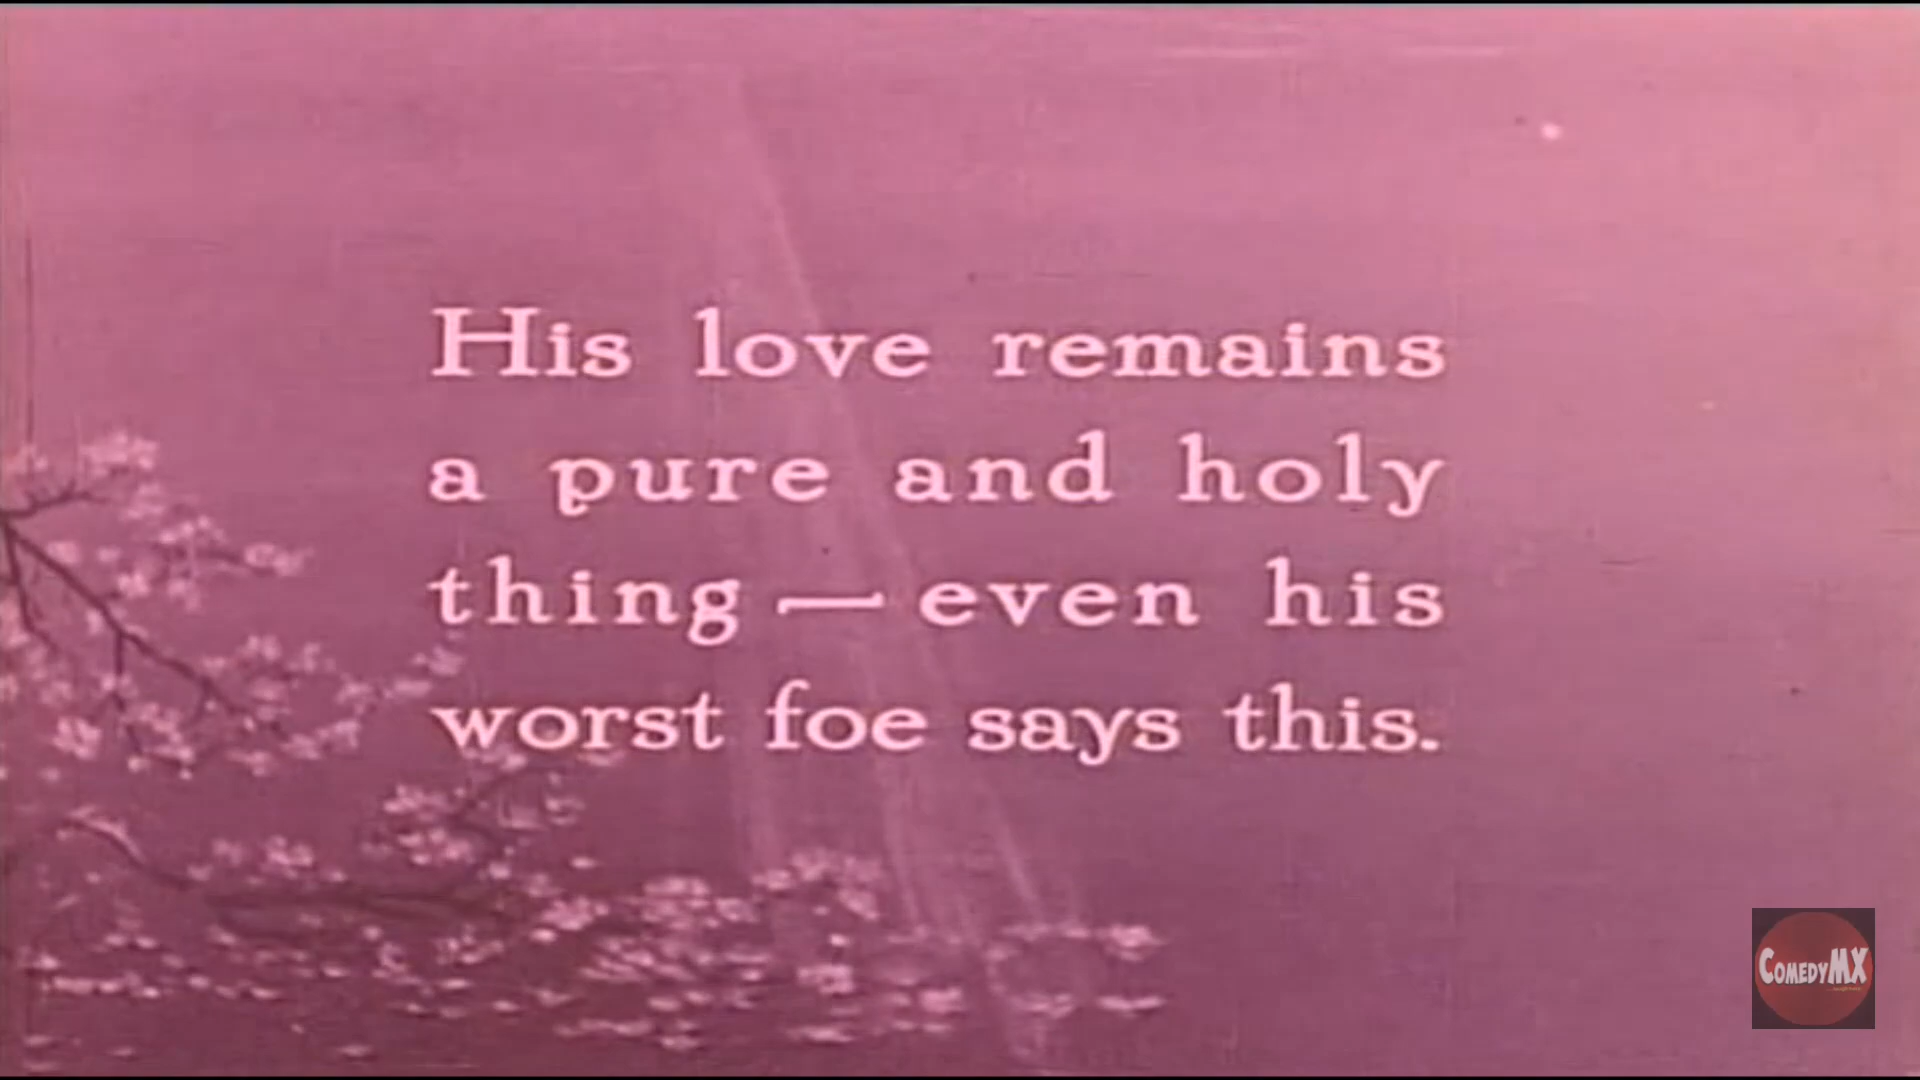 His love remains
a pure and holy
thing — even his
worst foe says this.
COMEDYMX